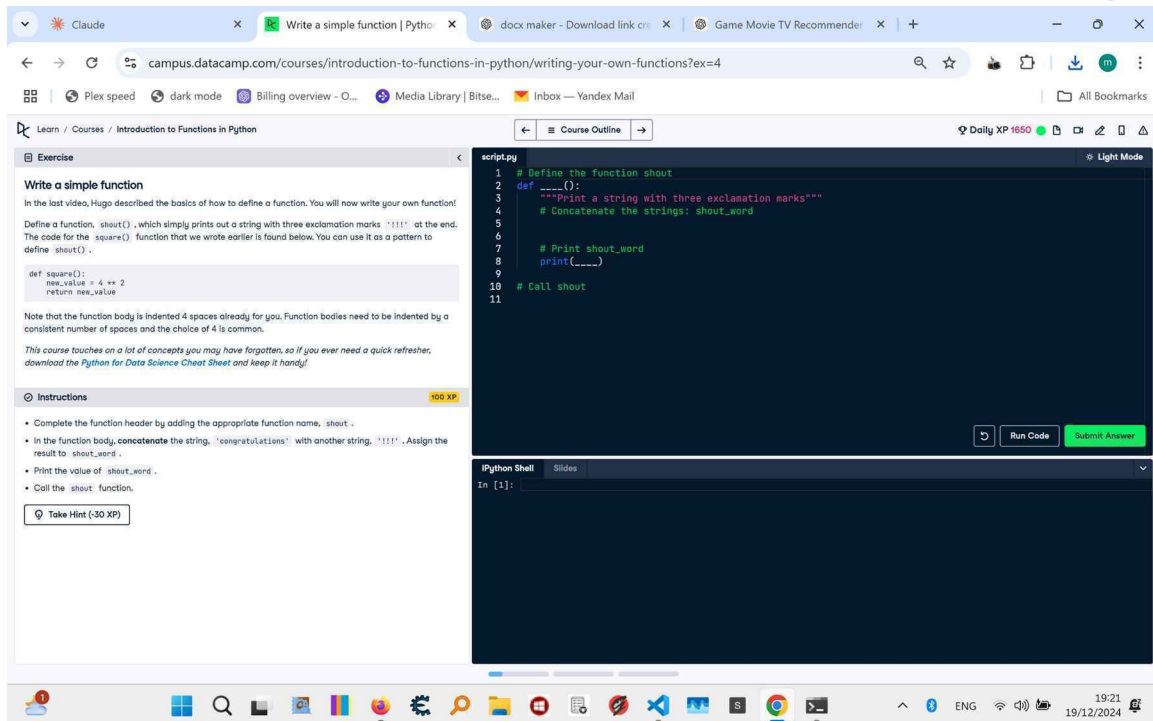 Claude
Write a simple function | Pytho
docx maker - Download link cre
Game Movie TV Recommender
campus.datacamp.com/courses/introduction-to-functions-in-python/writing-your-own-functions?ex=4
m
Plex speed
dark mode
Billing overview - O...
Media Library | Bitse...
Inbox — Yandex Mail
All Bookmarks
Learn / Courses / Introduction to Functions in Python
Course Outline
Daily XP 1650
Exercise
Write a simple function
In the last video, Hugo described the basics of how to define a function. You will now write your own function!
Define a function, shout() , which simply prints out a string with three exclamation marks '!!!' at the end.
The code for the square() function that we wrote earlier is found below. You can use it as a pattern to
define shout() .
def square():
    new_value = 4 ** 2
    return new_value
Note that the function body is indented 4 spaces already for you. Function bodies need to be indented by a
consistent number of spaces and the choice of 4 is common.
This course touches on a lot of concepts you may have forgotten, so if you ever need a quick refresher,
download the Python for Data Science Cheat Sheet and keep it handy!
Instructions
100 XP
• Complete the function header by adding the appropriate function name, shout .
• In the function body, concatenate the string, 'congratulations' with another string, '!!!' . Assign the
result to shout_word .
• Print the value of shout_word .
• Call the shout function.
Take Hint (-30 XP)
script.py
Light Mode
1 # Define the function shout
2 def ____():
3     """Print a string with three exclamation marks"""
4     # Concatenate the strings: shout_word
5
6
7     # Print shout_word
8     print(____)
9
10 # Call shout
11
Run Code
Submit Answer
IPython Shell
Slides
In [1]:
1
S
ENG
19:21
19/12/2024